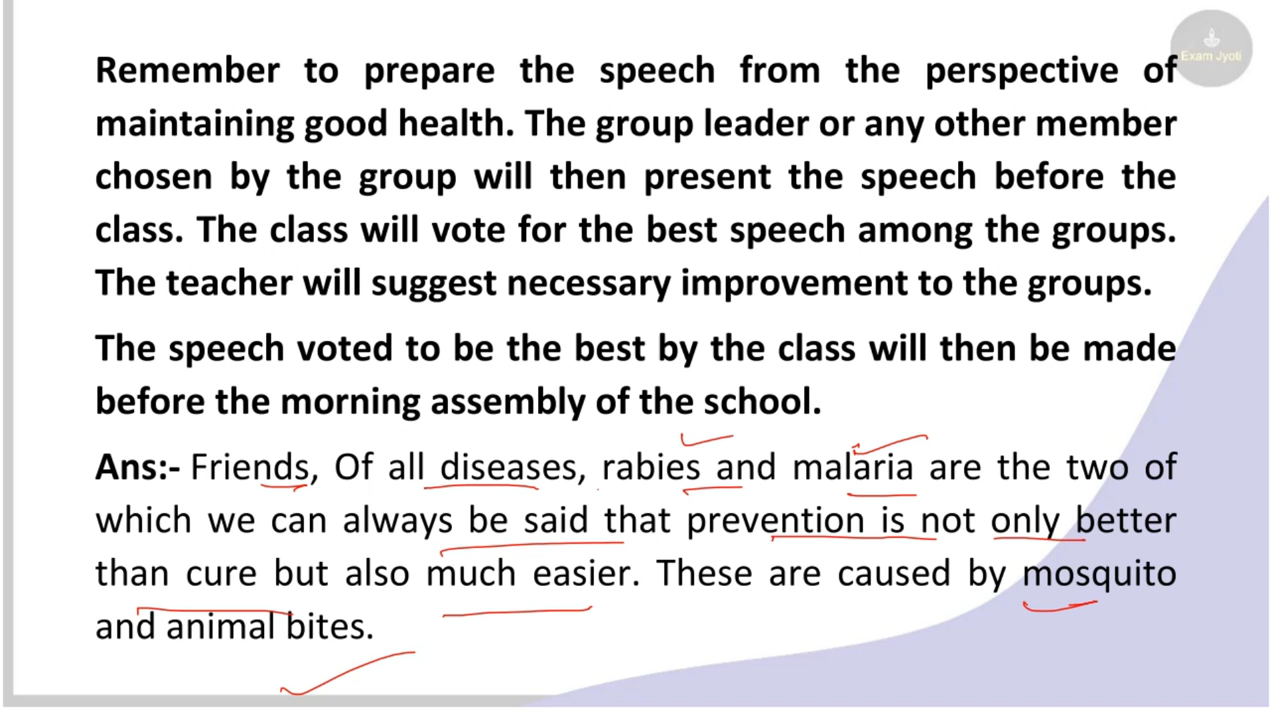 Exam Jyoti
Remember to prepare the speech from the perspective of
maintaining good health. The group leader or any other member
chosen by the group will then present the speech before the
class. The class will vote for the best speech among the groups.
The teacher will suggest necessary improvement to the groups.
The speech voted to be the best by the class will then be made
before the morning assembly of the school.
Ans:- Friends, Of all diseases, rabies and malaria are the two of
which we can always be said that prevention is not only better
than cure but also much easier. These are caused by mosquito
and animal bites.